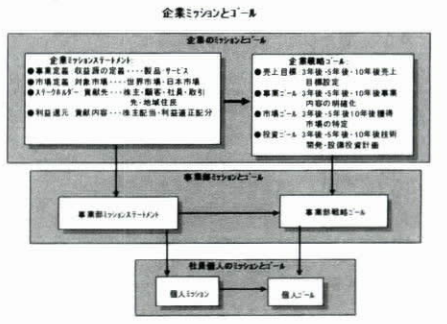 企業ミッションとゴール
企業のミッションとゴール
企業ミッションステートメント:
●事業定義 収益源の定義・・・・製品・サービス
●市場定義 対象市場・・・・世界市場・日本市場
●ステークホルダー 貢献先・・・株主・顧客・社員・取引
先・地域住民
●利益還元 貢献内容・・・株主配当・利益適正配分
企業戦略ゴール:
●売上目標 3年後・5年後・10年後売上
目標設定
●事業ゴール 3年後・5年後・10年後事業
内容の明確化
●市場ゴール 3年後・5年後10年後獲得
市場の特定
●投資ゴール 3年後・5年後・10年後技術
開発・設備投資計画
事業部ミッションとゴール
事業部ミッションステートメント
事業部戦略ゴール
社員個人のミッションとゴール
個人ミッション
個人ゴール